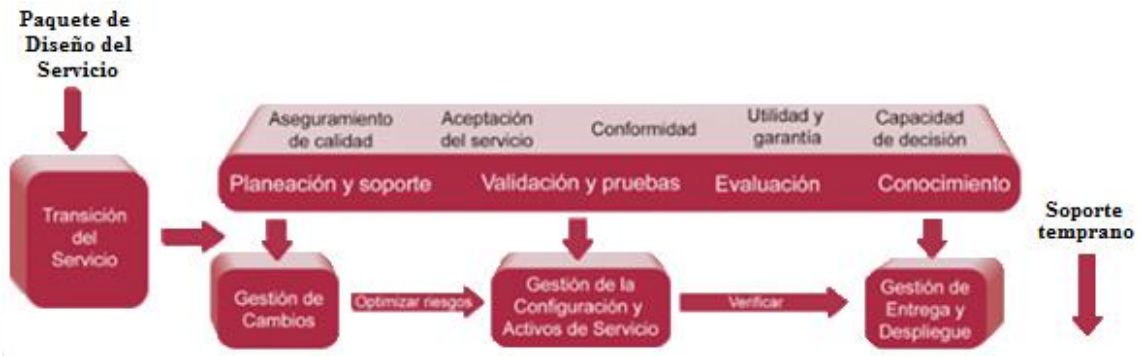 Paquete de
Diseño del
Servicio
Transición
del
Servicio
Aseguramiento
de calidad
Aceptación
del servicio
Conformidad
Utilidad y
garantía
Capacidad
de decisión
Planeación y soporte
Validación y pruebas
Evaluación
Conocimiento
Gestión de
Cambios
Optimizar riesgos
Gestión de la
Configuración y
Activos de Servicio
Verificar
Gestión de
Entrega y
Despliegue
Soporte
temprano